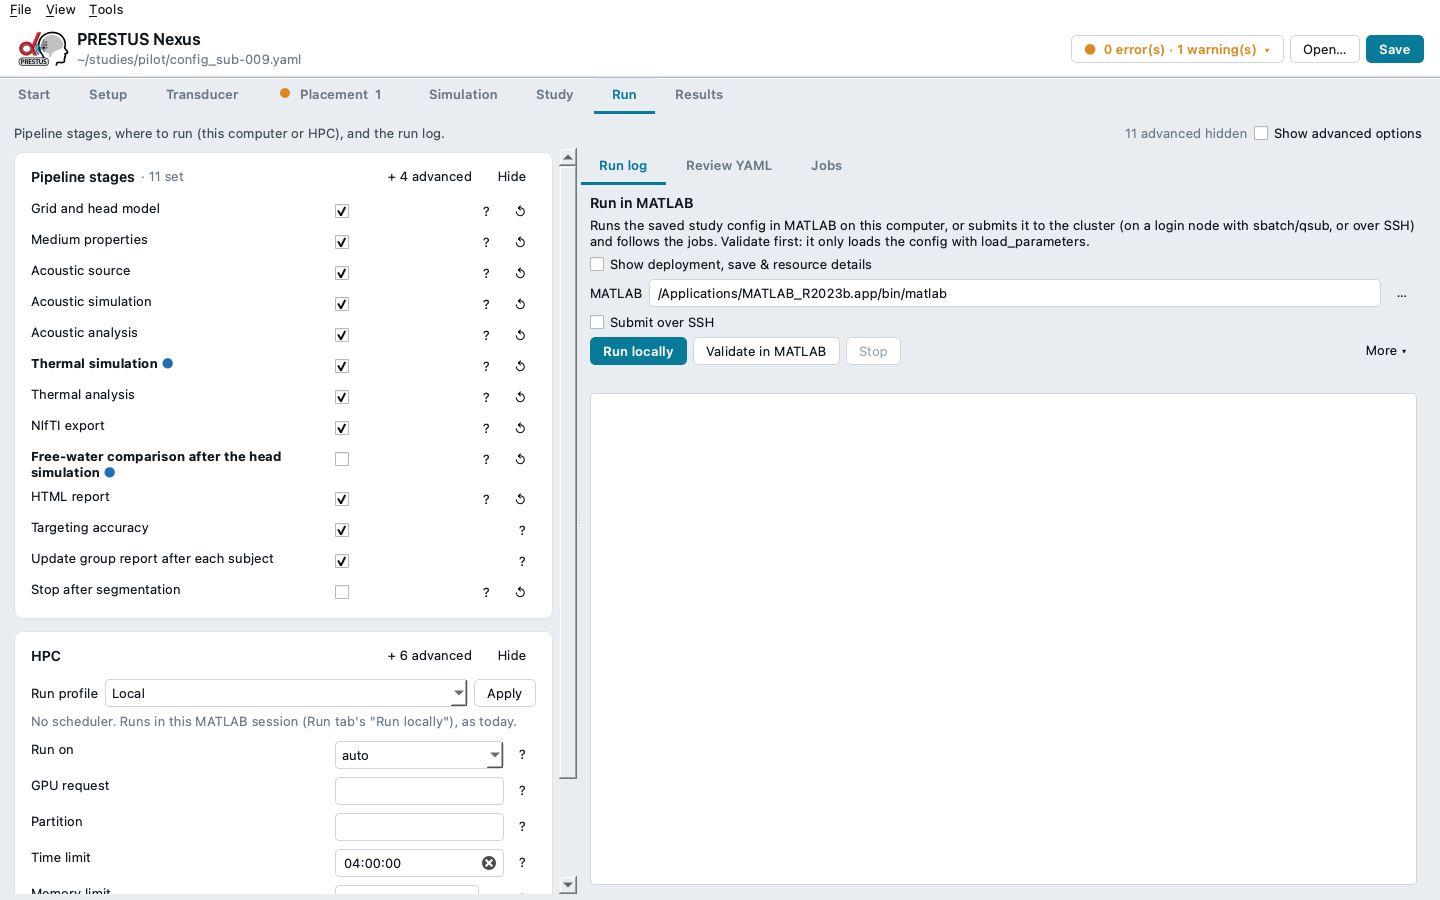 File View Tools
PRESTUS Nexus
~/studies/pilot/config_sub-009.yaml
PRESTUS
0 error(s) · 1 warning(s) ▾
Open...
Save
Start Setup Transducer Placement 1 Simulation Study Run Results
Pipeline stages, where to run (this computer or HPC), and the run log.
11 advanced hidden Show advanced options
Pipeline stages · 11 set + 4 advanced Hide
Grid and head model ?
Medium properties ?
Acoustic source ?
Acoustic simulation ?
Acoustic analysis ?
Thermal simulation ?
Thermal analysis ?
NIfTI export ?
Free-water comparison after the head
simulation ?
HTML report ?
Targeting accuracy ?
Update group report after each subject ?
Stop after segmentation ?
HPC + 6 advanced Hide
Run profile Local Apply
No scheduler. Runs in this MATLAB session (Run tab's "Run locally"), as today.
Run on auto ?
GPU request ?
Partition ?
Time limit 04:00:00 ?
Memory limit
Run log Review YAML Jobs
Run in MATLAB
Runs the saved study config in MATLAB on this computer, or submits it to the cluster (on a login node with sbatch/qsub, or over SSH)
and follows the jobs. Validate first: it only loads the config with load_parameters.
Show deployment, save & resource details
MATLAB /Applications/MATLAB_R2023b.app/bin/matlab ...
Submit over SSH
Run locally Validate in MATLAB Stop More ▾